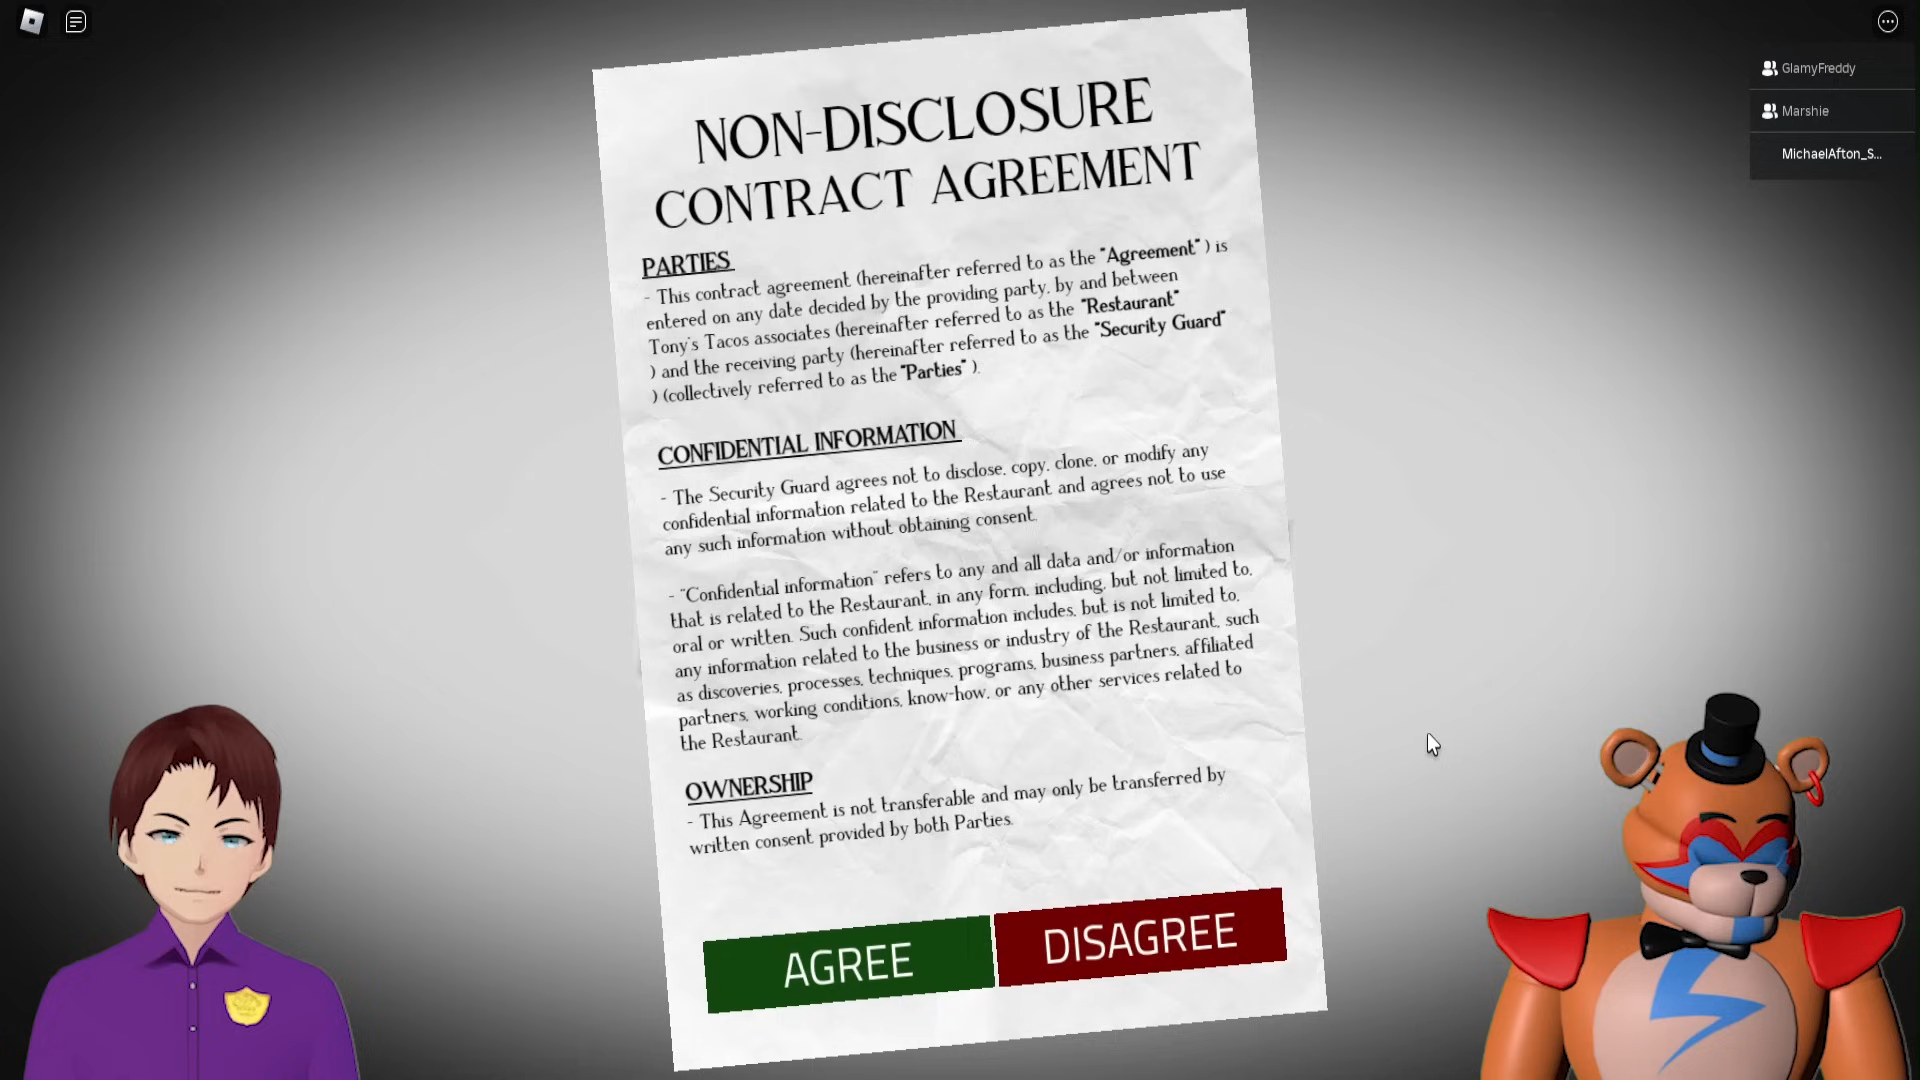 GlamyFreddy
Marshie
MichaelAfton_S...
NON-DISCLOSURE
CONTRACT AGREEMENT
PARTIES
- This contract agreement (hereinafter referred to as the "Agreement" ) is
entered on any date decided by the providing party, by and between
Tony's Tacos associates (hereinafter referred to as the "Restaurant"
) and the receiving party (hereinafter referred to as the "Security Guard"
) (collectively referred to as the "Parties" ).
CONFIDENTIAL INFORMATION
- The Security Guard agrees not to disclose, copy, clone, or modify any
confidential information related to the Restaurant and agrees not to use
any such information without obtaining consent.
- "Confidential information" refers to any and all data and/or information
that is related to the Restaurant, in any form, including, but not limited to,
oral or written. Such confident information includes, but is not limited to,
any information related to the business or industry of the Restaurant, such
as discoveries, processes, techniques, programs, business partners, affiliated
partners, working conditions, know-how, or any other services related to
the Restaurant.
OWNERSHIP
- This Agreement is not transferable and may only be transferred by
written consent provided by both Parties.
AGREE
DISAGREE